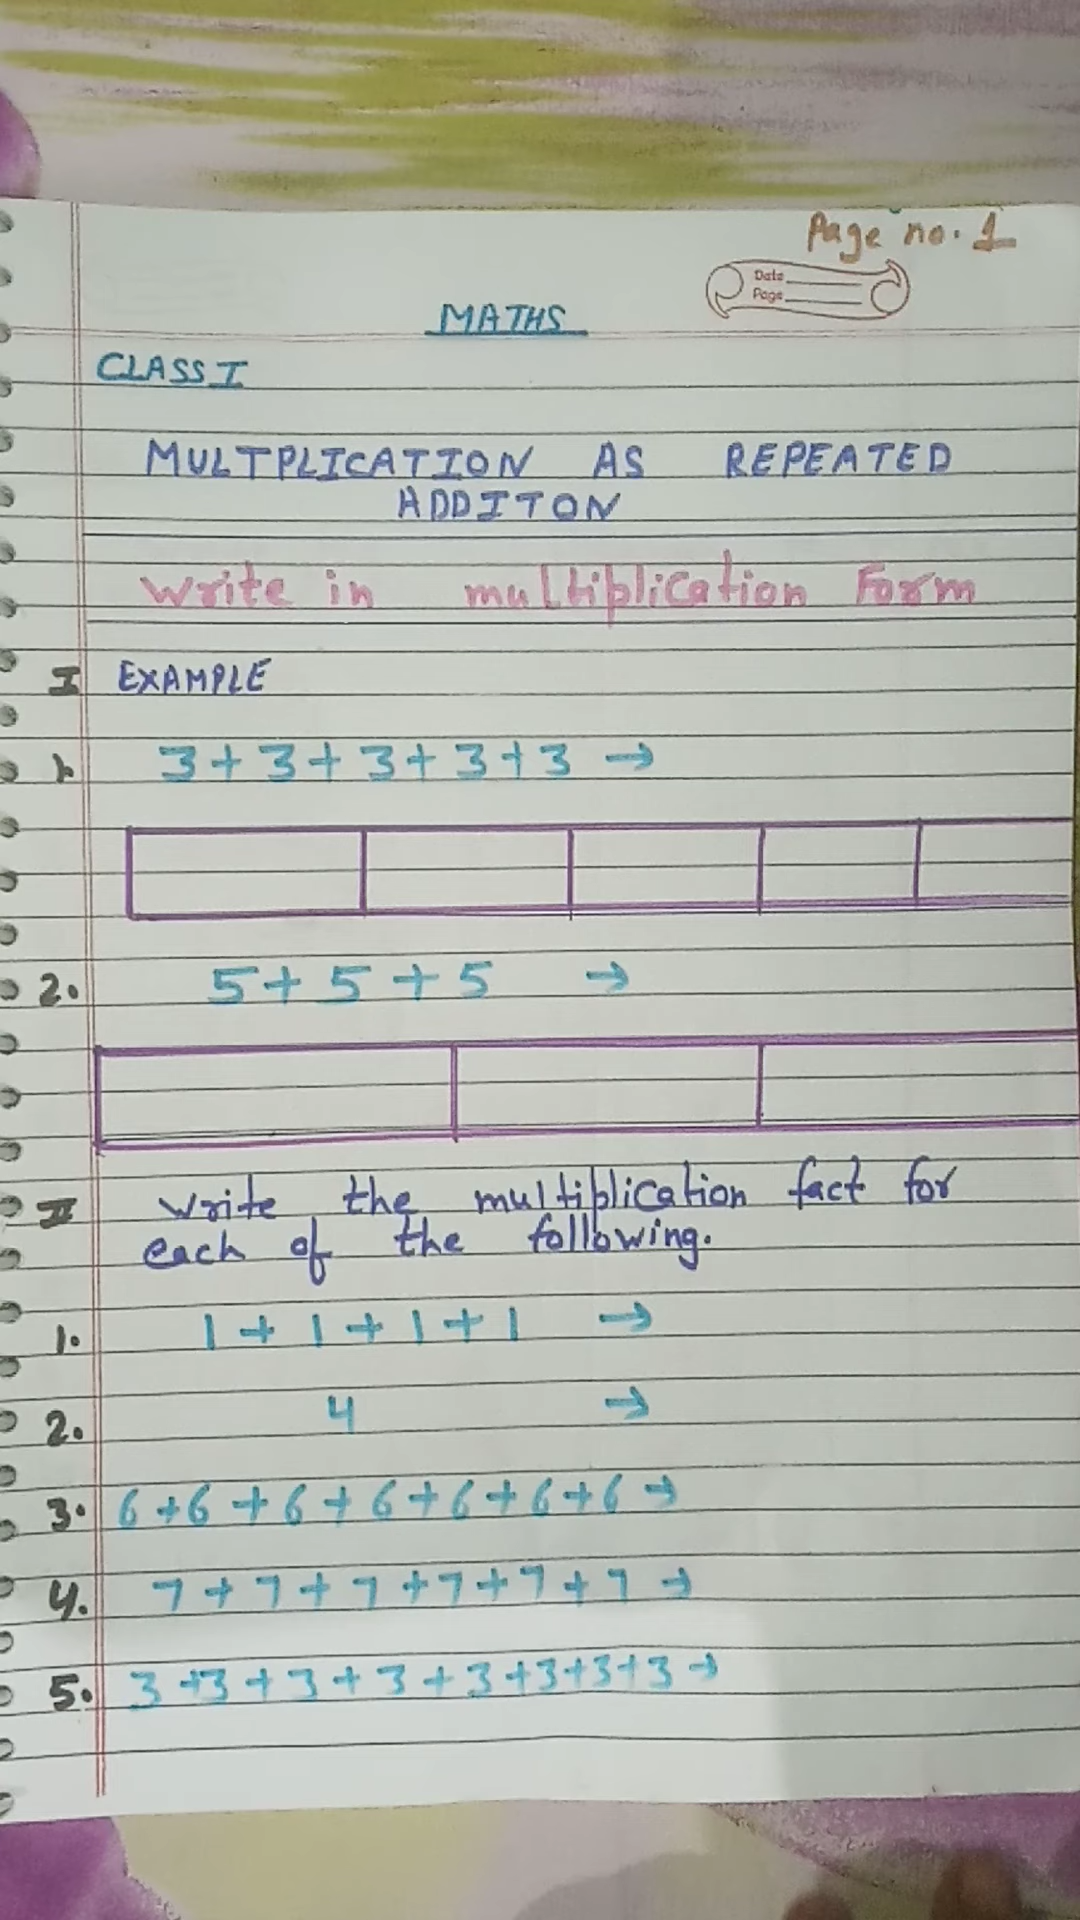 Page no. 1
Date
Page
MATHS
CLASS I
MULTPLICATION AS REPEATED
ADDITON
Write in multiplication Form
I EXAMPLE
1. 3+3+3+3+3 →
2. 5+5+5 →
II Write the multiplication fact for
each of the following.
1. 1+1+1+1 →
2. 4 →
3. 6+6+6+6+6+6+6 →
4. 7+7+7+7+7+7 →
5. 3+3+3+3+3+3+3+3 →